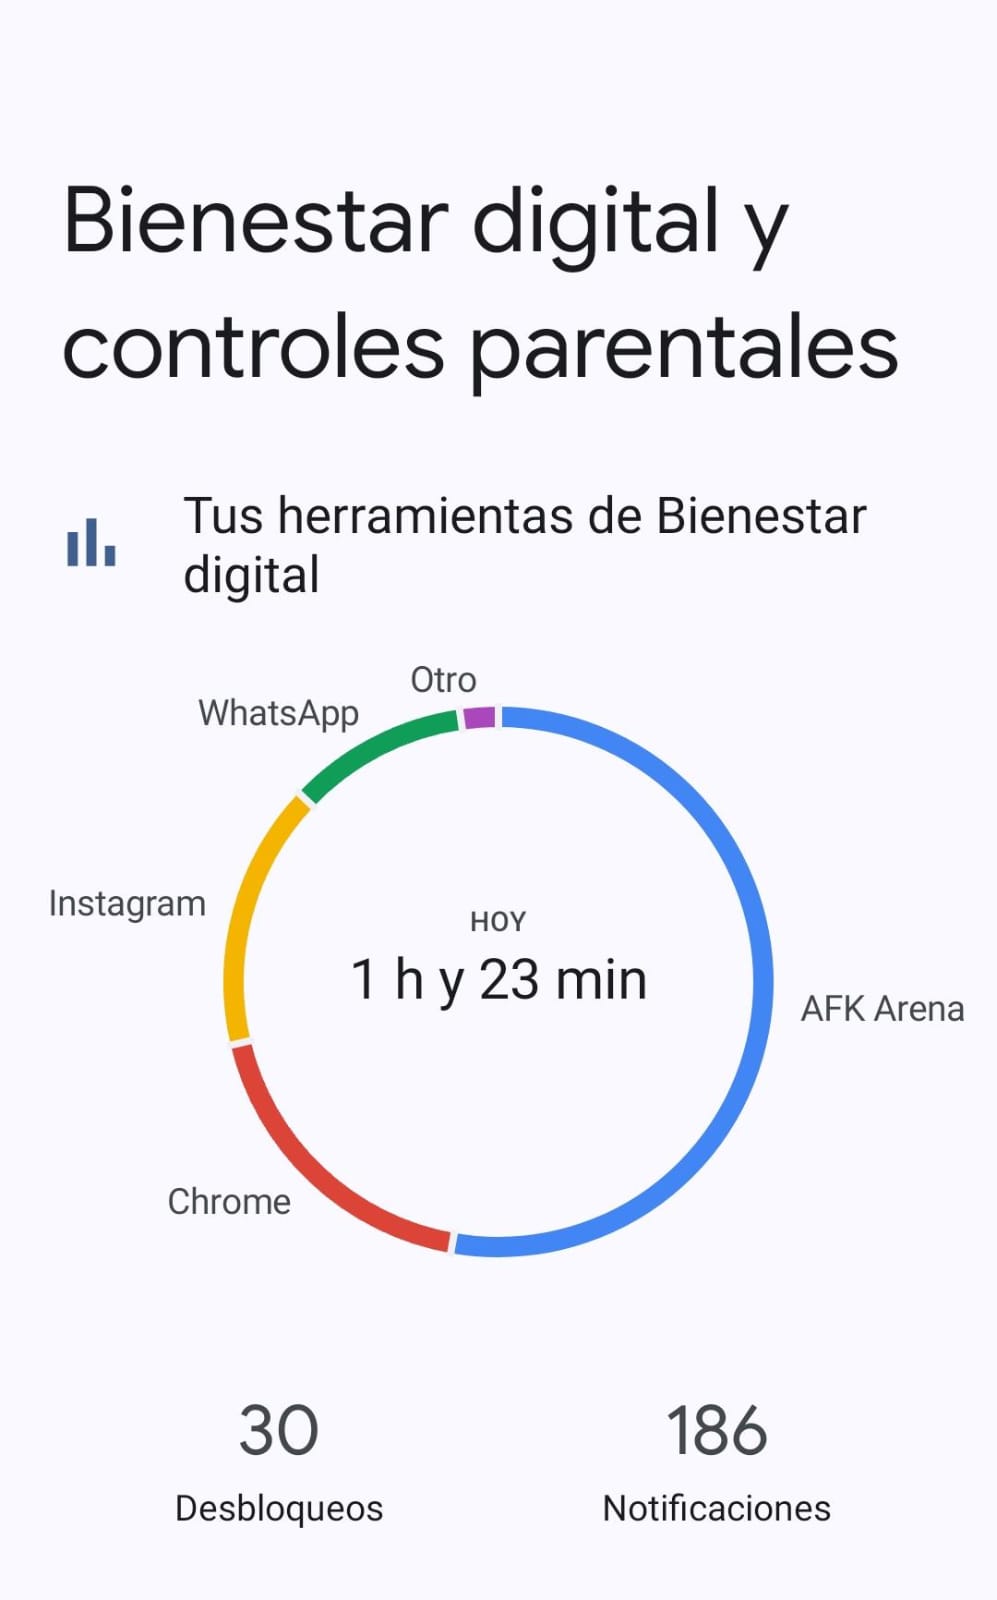 Bienestar digital y
controles parentales
Tus herramientas de Bienestar
digital
Otro
WhatsApp
Instagram
HOY
1 h y 23 min
AFK Arena
Chrome
30
Desbloqueos
186
Notificaciones